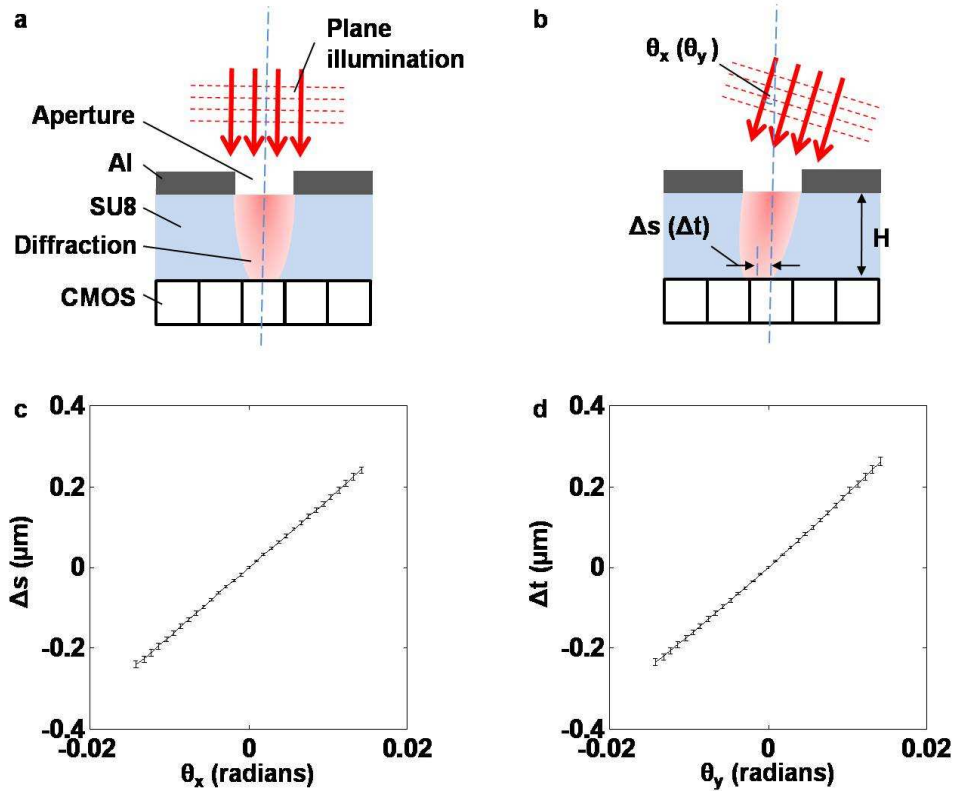 a
Plane
illumination
Aperture
Al
SU8
Diffraction
CMOS
b
θx (θy)
Δs (Δt)
H
c
0.4
0.2
0
-0.2
-0.4
-0.02
0
0.02
Δs (μm)
θx (radians)
d
0.4
0.2
0
-0.2
-0.4
-0.02
0
0.02
Δt (μm)
θy (radians)